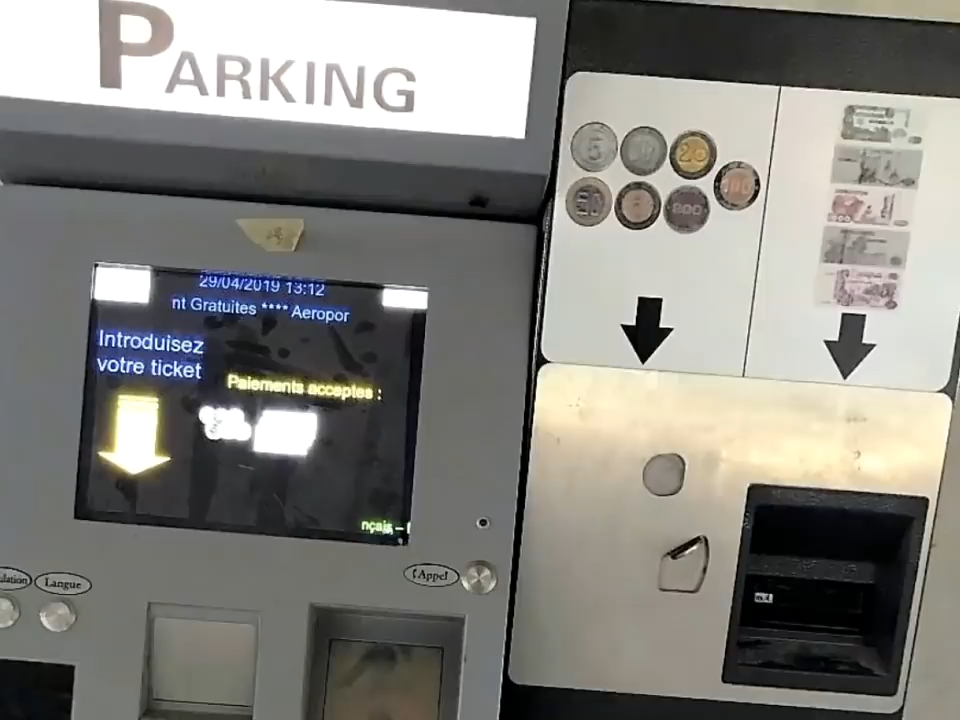 PARKING
29/04/2019 13:12
nt Gratuites **** Aeropor
Introduisez
votre ticket
Paiements acceptes :
nçais –
Langue
Appel
5
10
20
50
100
200